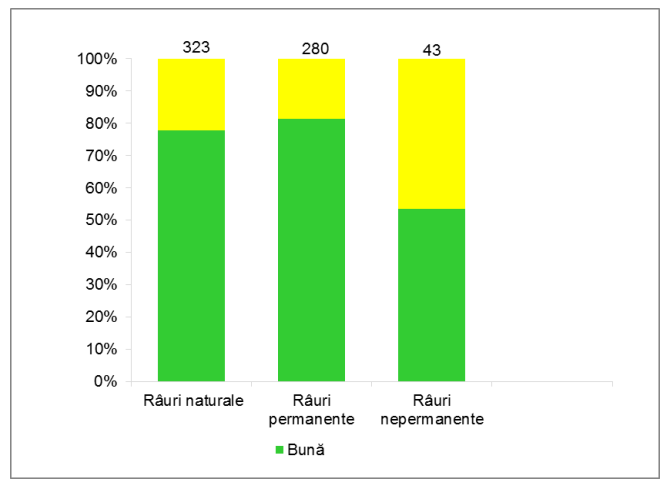 323
280
43
100%
90%
80%
70%
60%
50%
40%
30%
20%
10%
0%
Râuri naturale
Râuri
permanente
Râuri
nepermanente
Bună